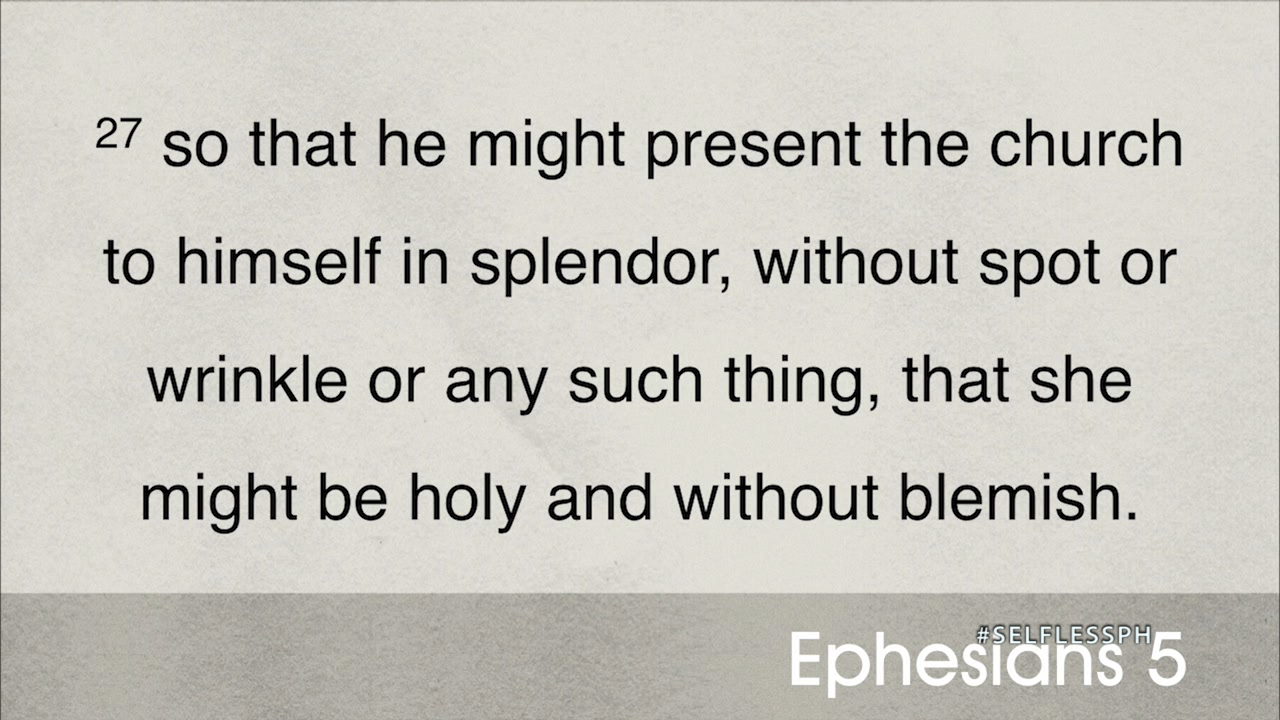 27 so that he might present the church
to himself in splendor, without spot or
wrinkle or any such thing, that she
might be holy and without blemish.
#SELFLESSPH
Ephesians 5